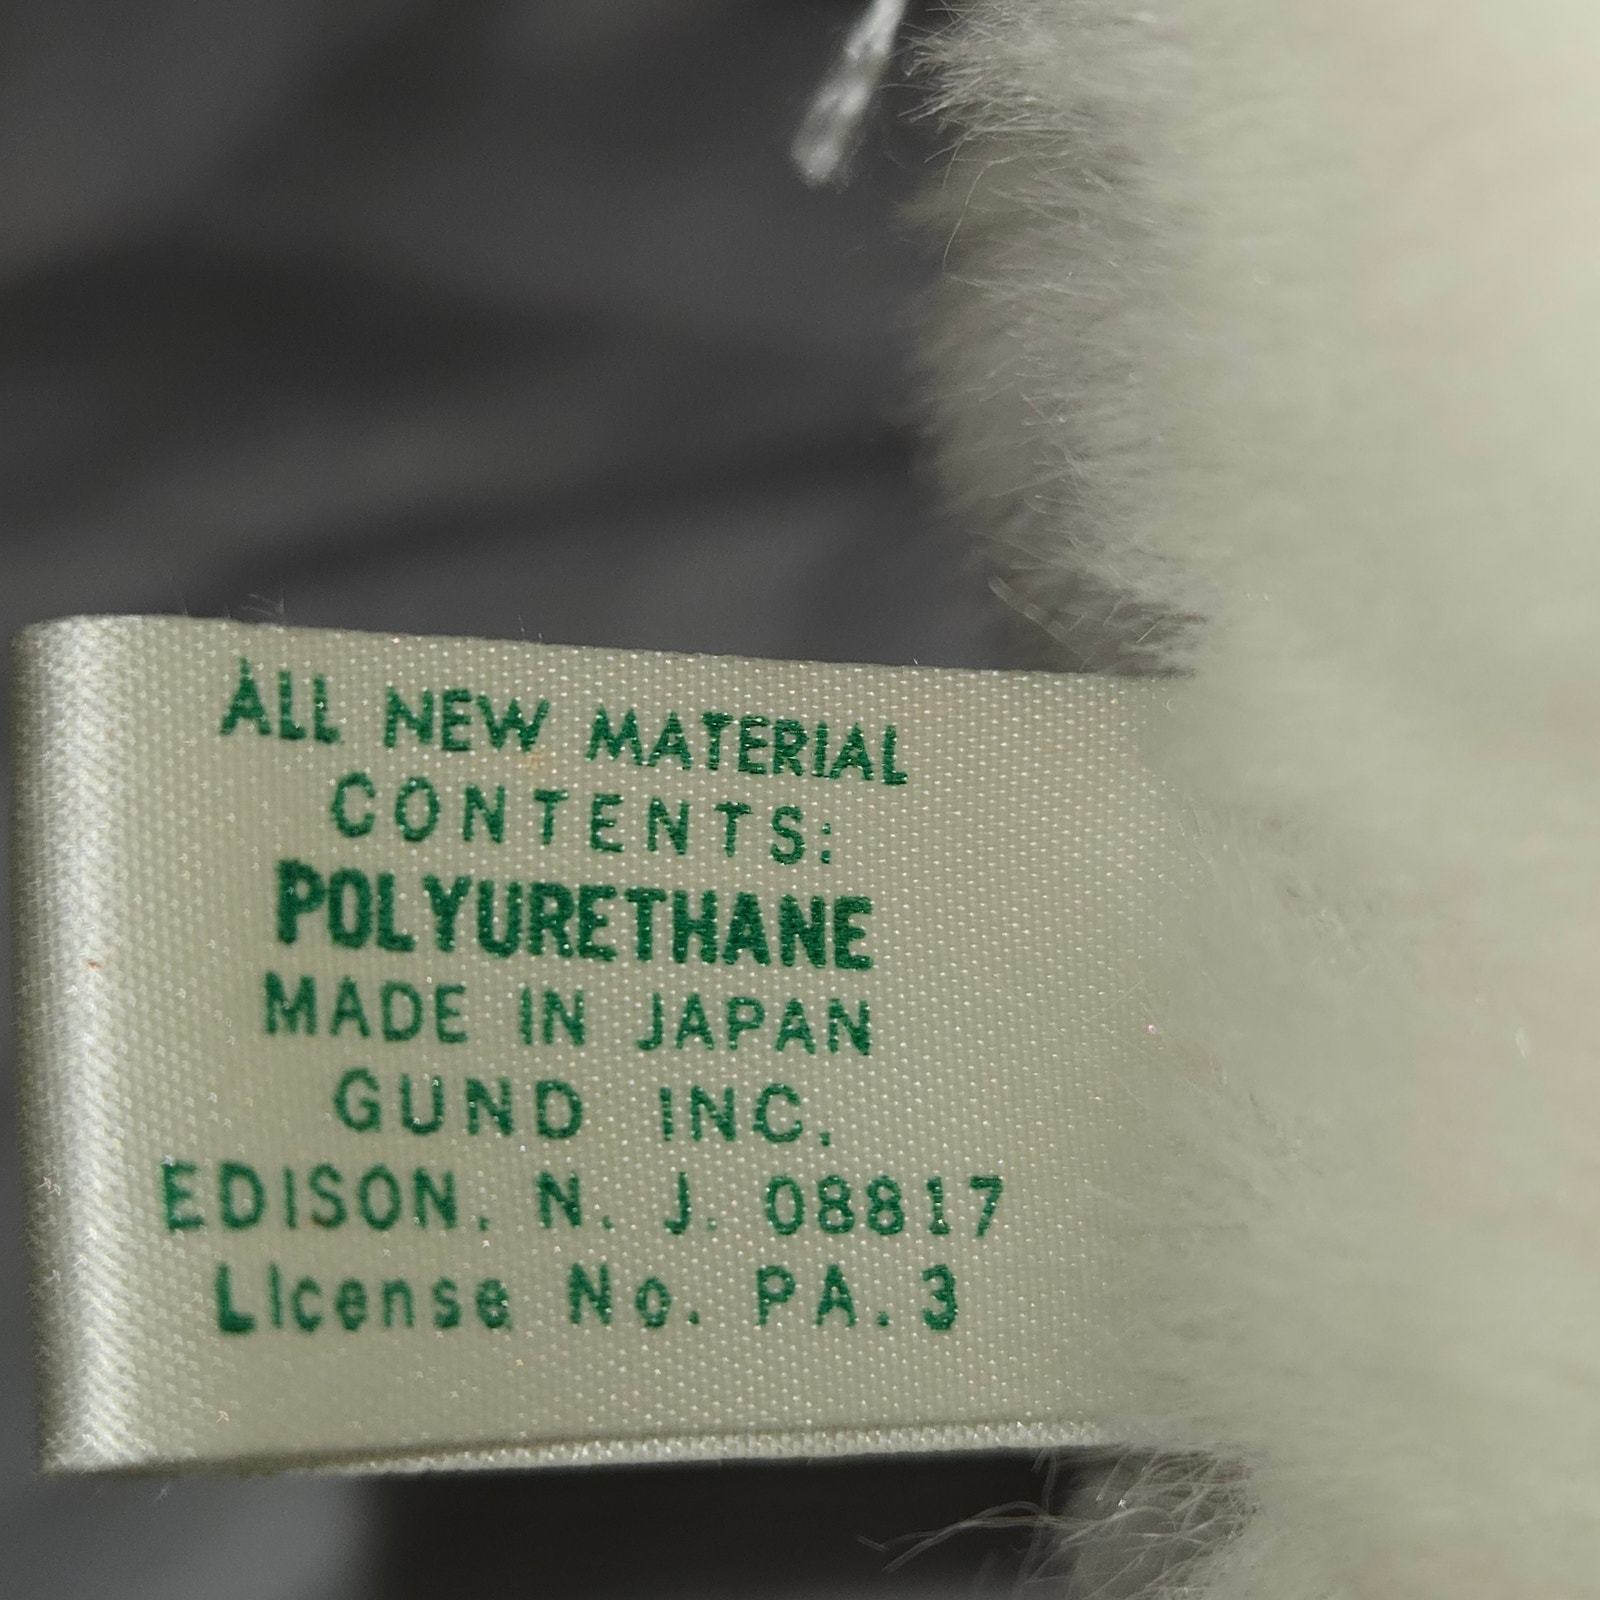 ALL NEW MATERIAL
CONTENTS:
POLYURETHANE
MADE IN JAPAN
GUND INC.
EDISON. N. J. 08817
License No. PA.3